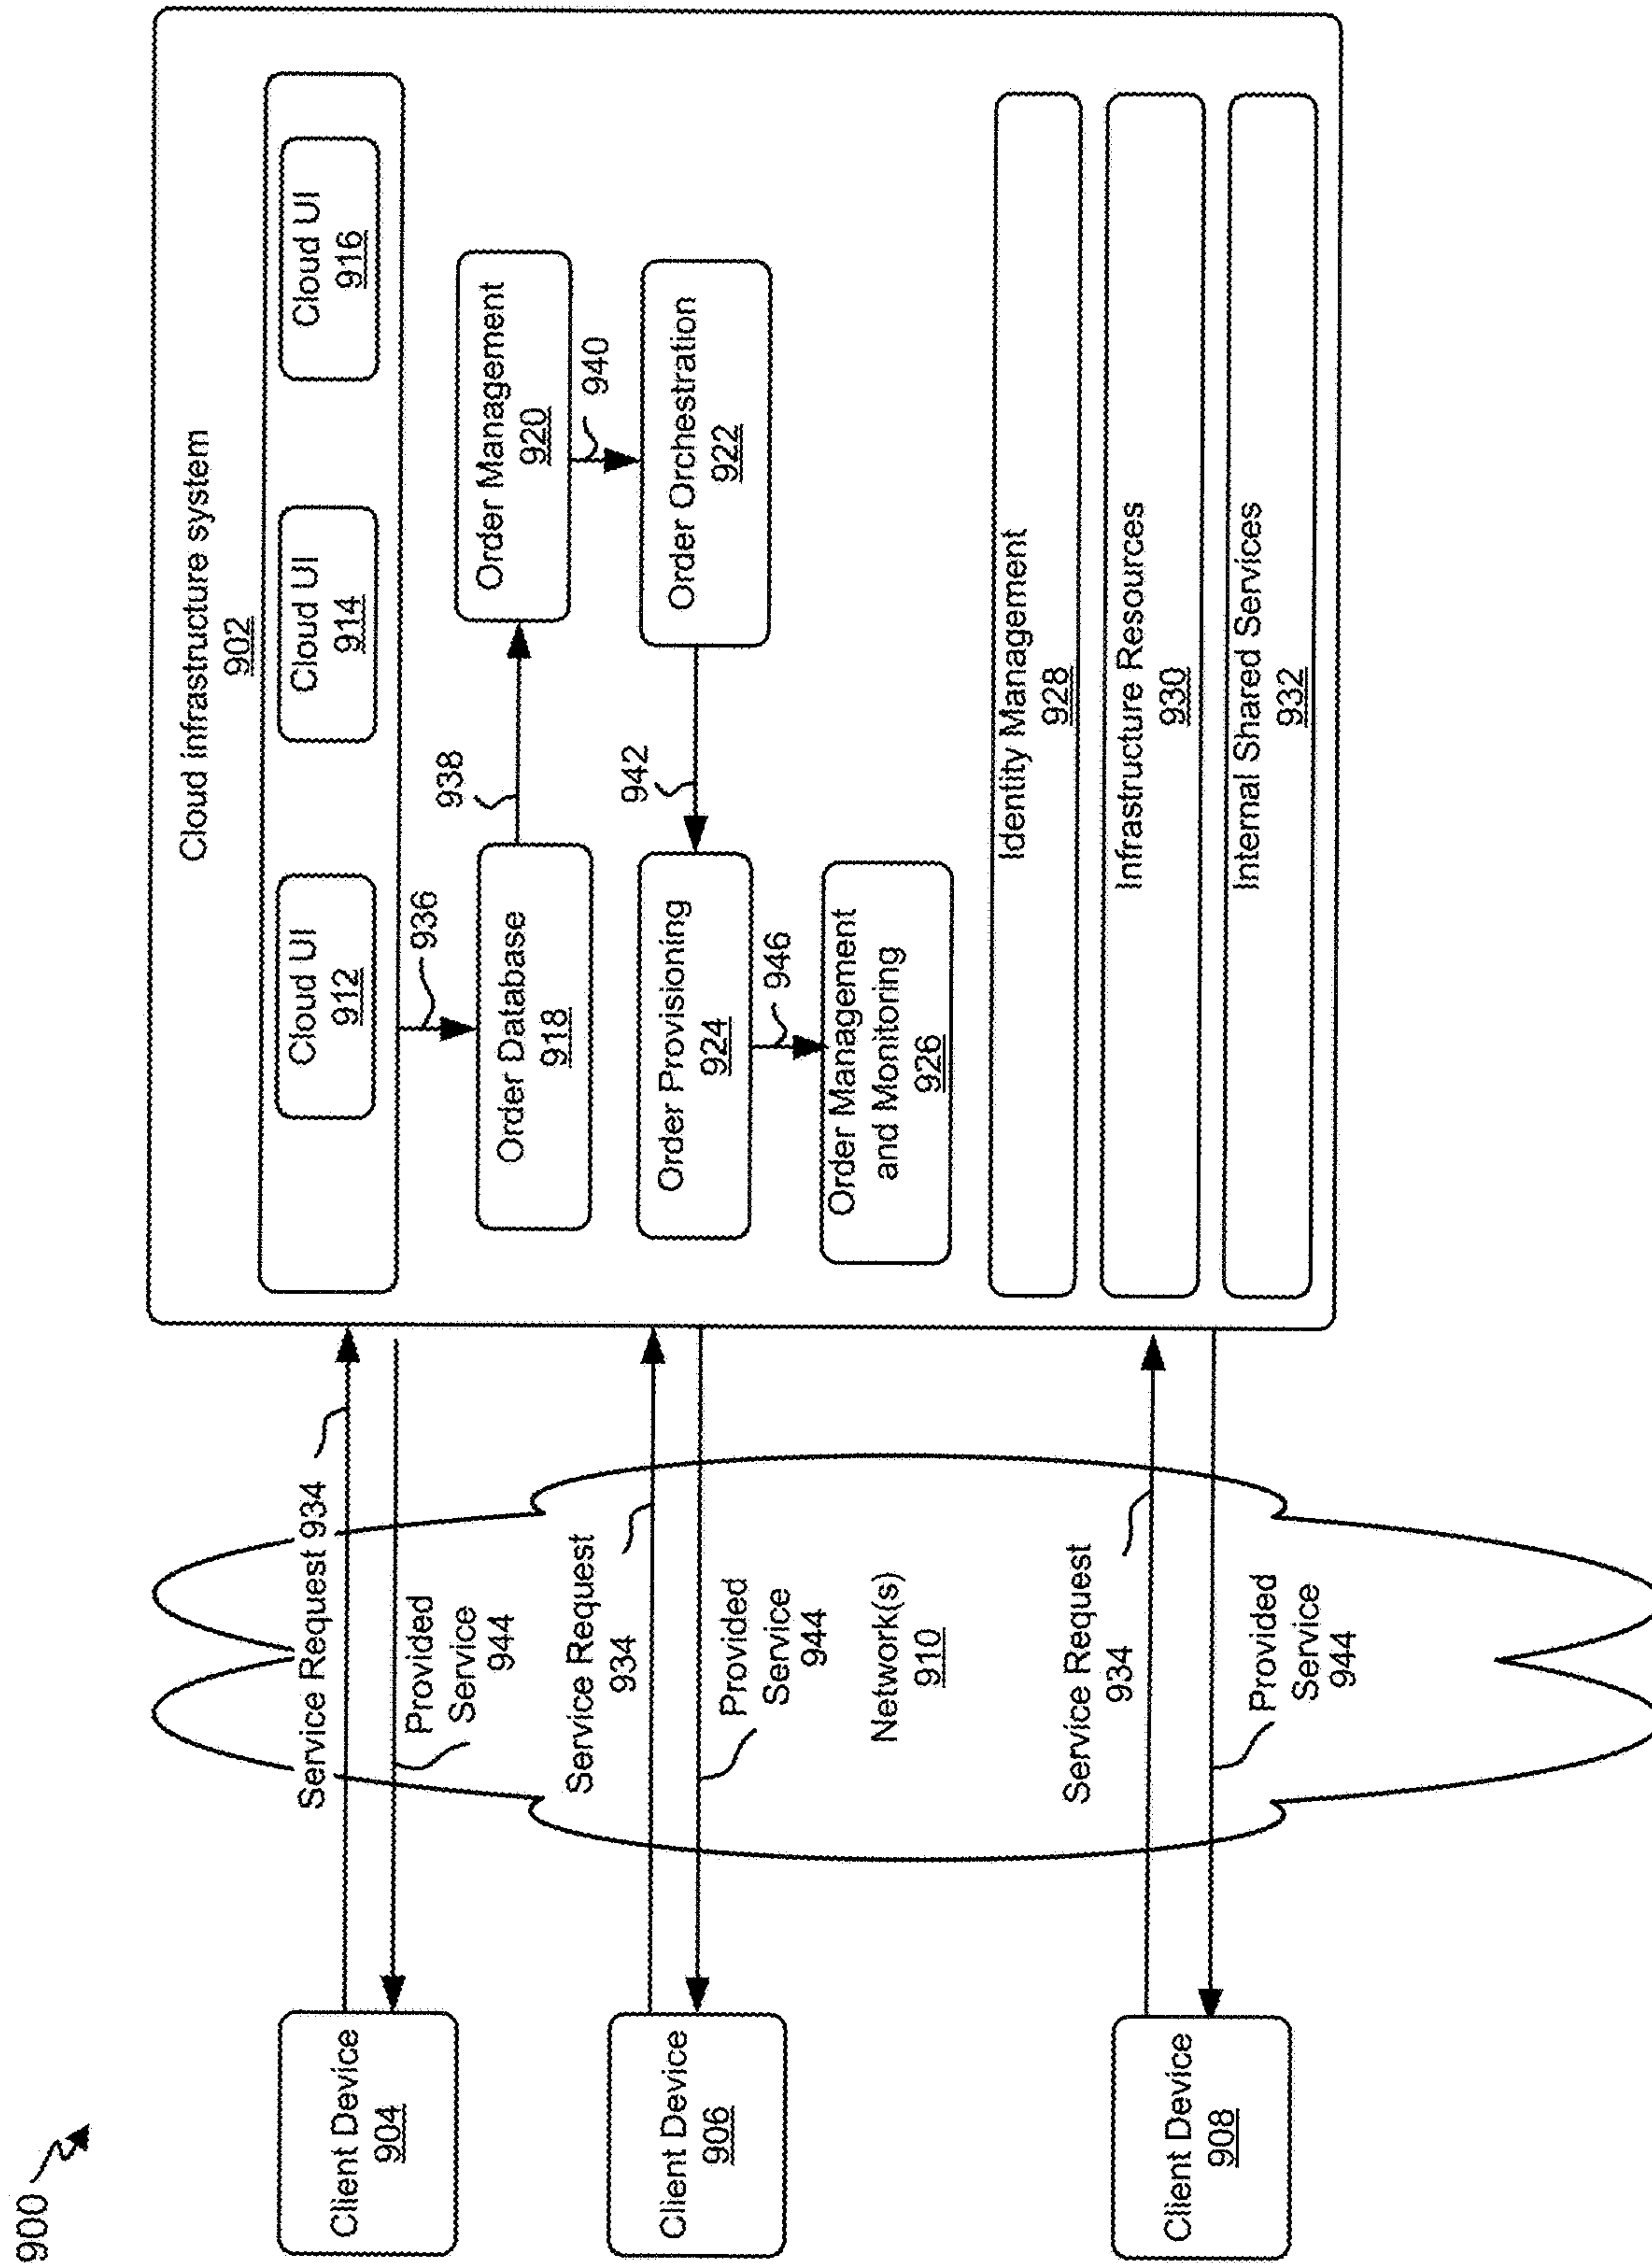 900
Client Device
904
Client Device
906
Client Device
908
Service Request 934
Provided
Service
944
Service Request
934
Provided
Service
944
Network(s)
910
Service Request
934
Provided
Service
944
Cloud infrastructure system
902
Cloud UI
912
Cloud UI
914
Cloud UI
916
936
Order Database
918
938
Order Management
920
940
Order Orchestration
922
942
Order Provisioning
924
946
Order Management
and Monitoring
926
Identity Management
928
Infrastructure Resources
930
Internal Shared Services
932